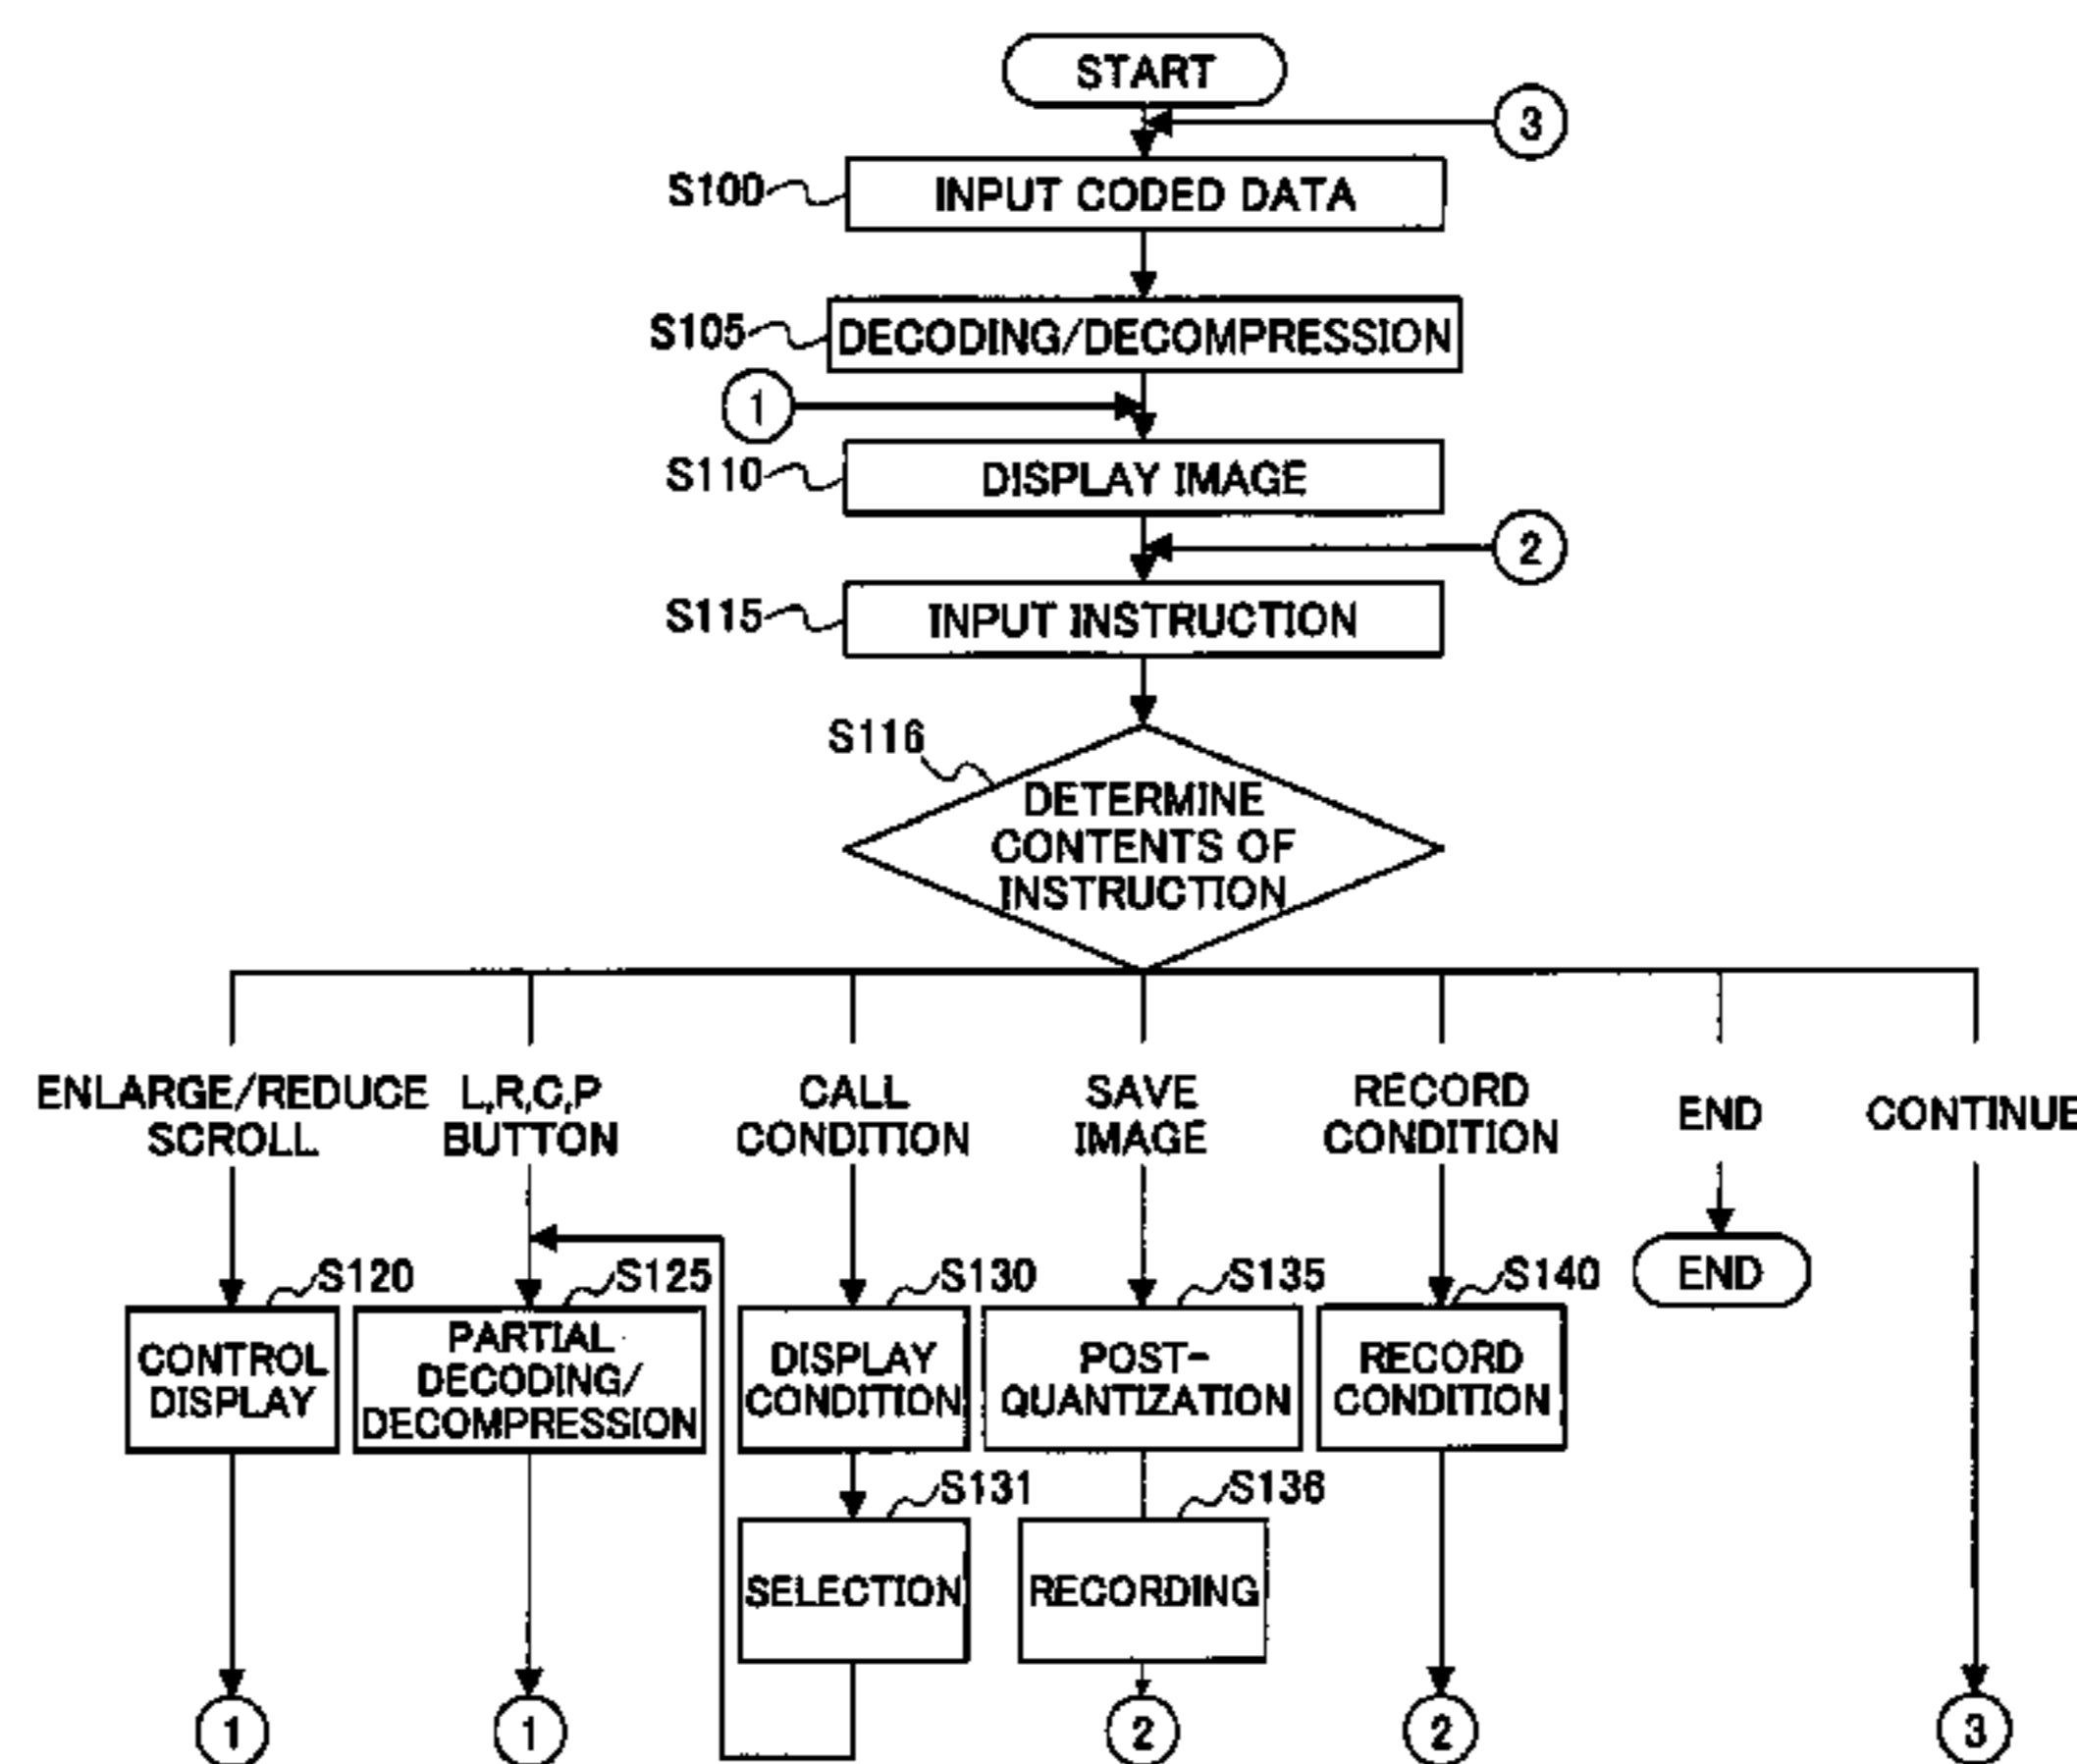 START
3
S100
INPUT CODED DATA
S105
DECODING/DECOMPRESSION
1
S110
DISPLAY IMAGE
2
S115
INPUT INSTRUCTION
S116
DETERMINE
CONTENTS OF
INSTRUCTION
ENLARGE/REDUCE
SCROLL
L,R,C,P
BUTTON
CALL
CONDITION
SAVE
IMAGE
RECORD
CONDITION
END
CONTINUE
S120
CONTROL
DISPLAY
S125
PARTIAL
DECODING/
DECOMPRESSION
S130
DISPLAY
CONDITION
S135
POST-
QUANTIZATION
S140
RECORD
CONDITION
END
S131
SELECTION
S136
RECORDING
1
1
2
2
3